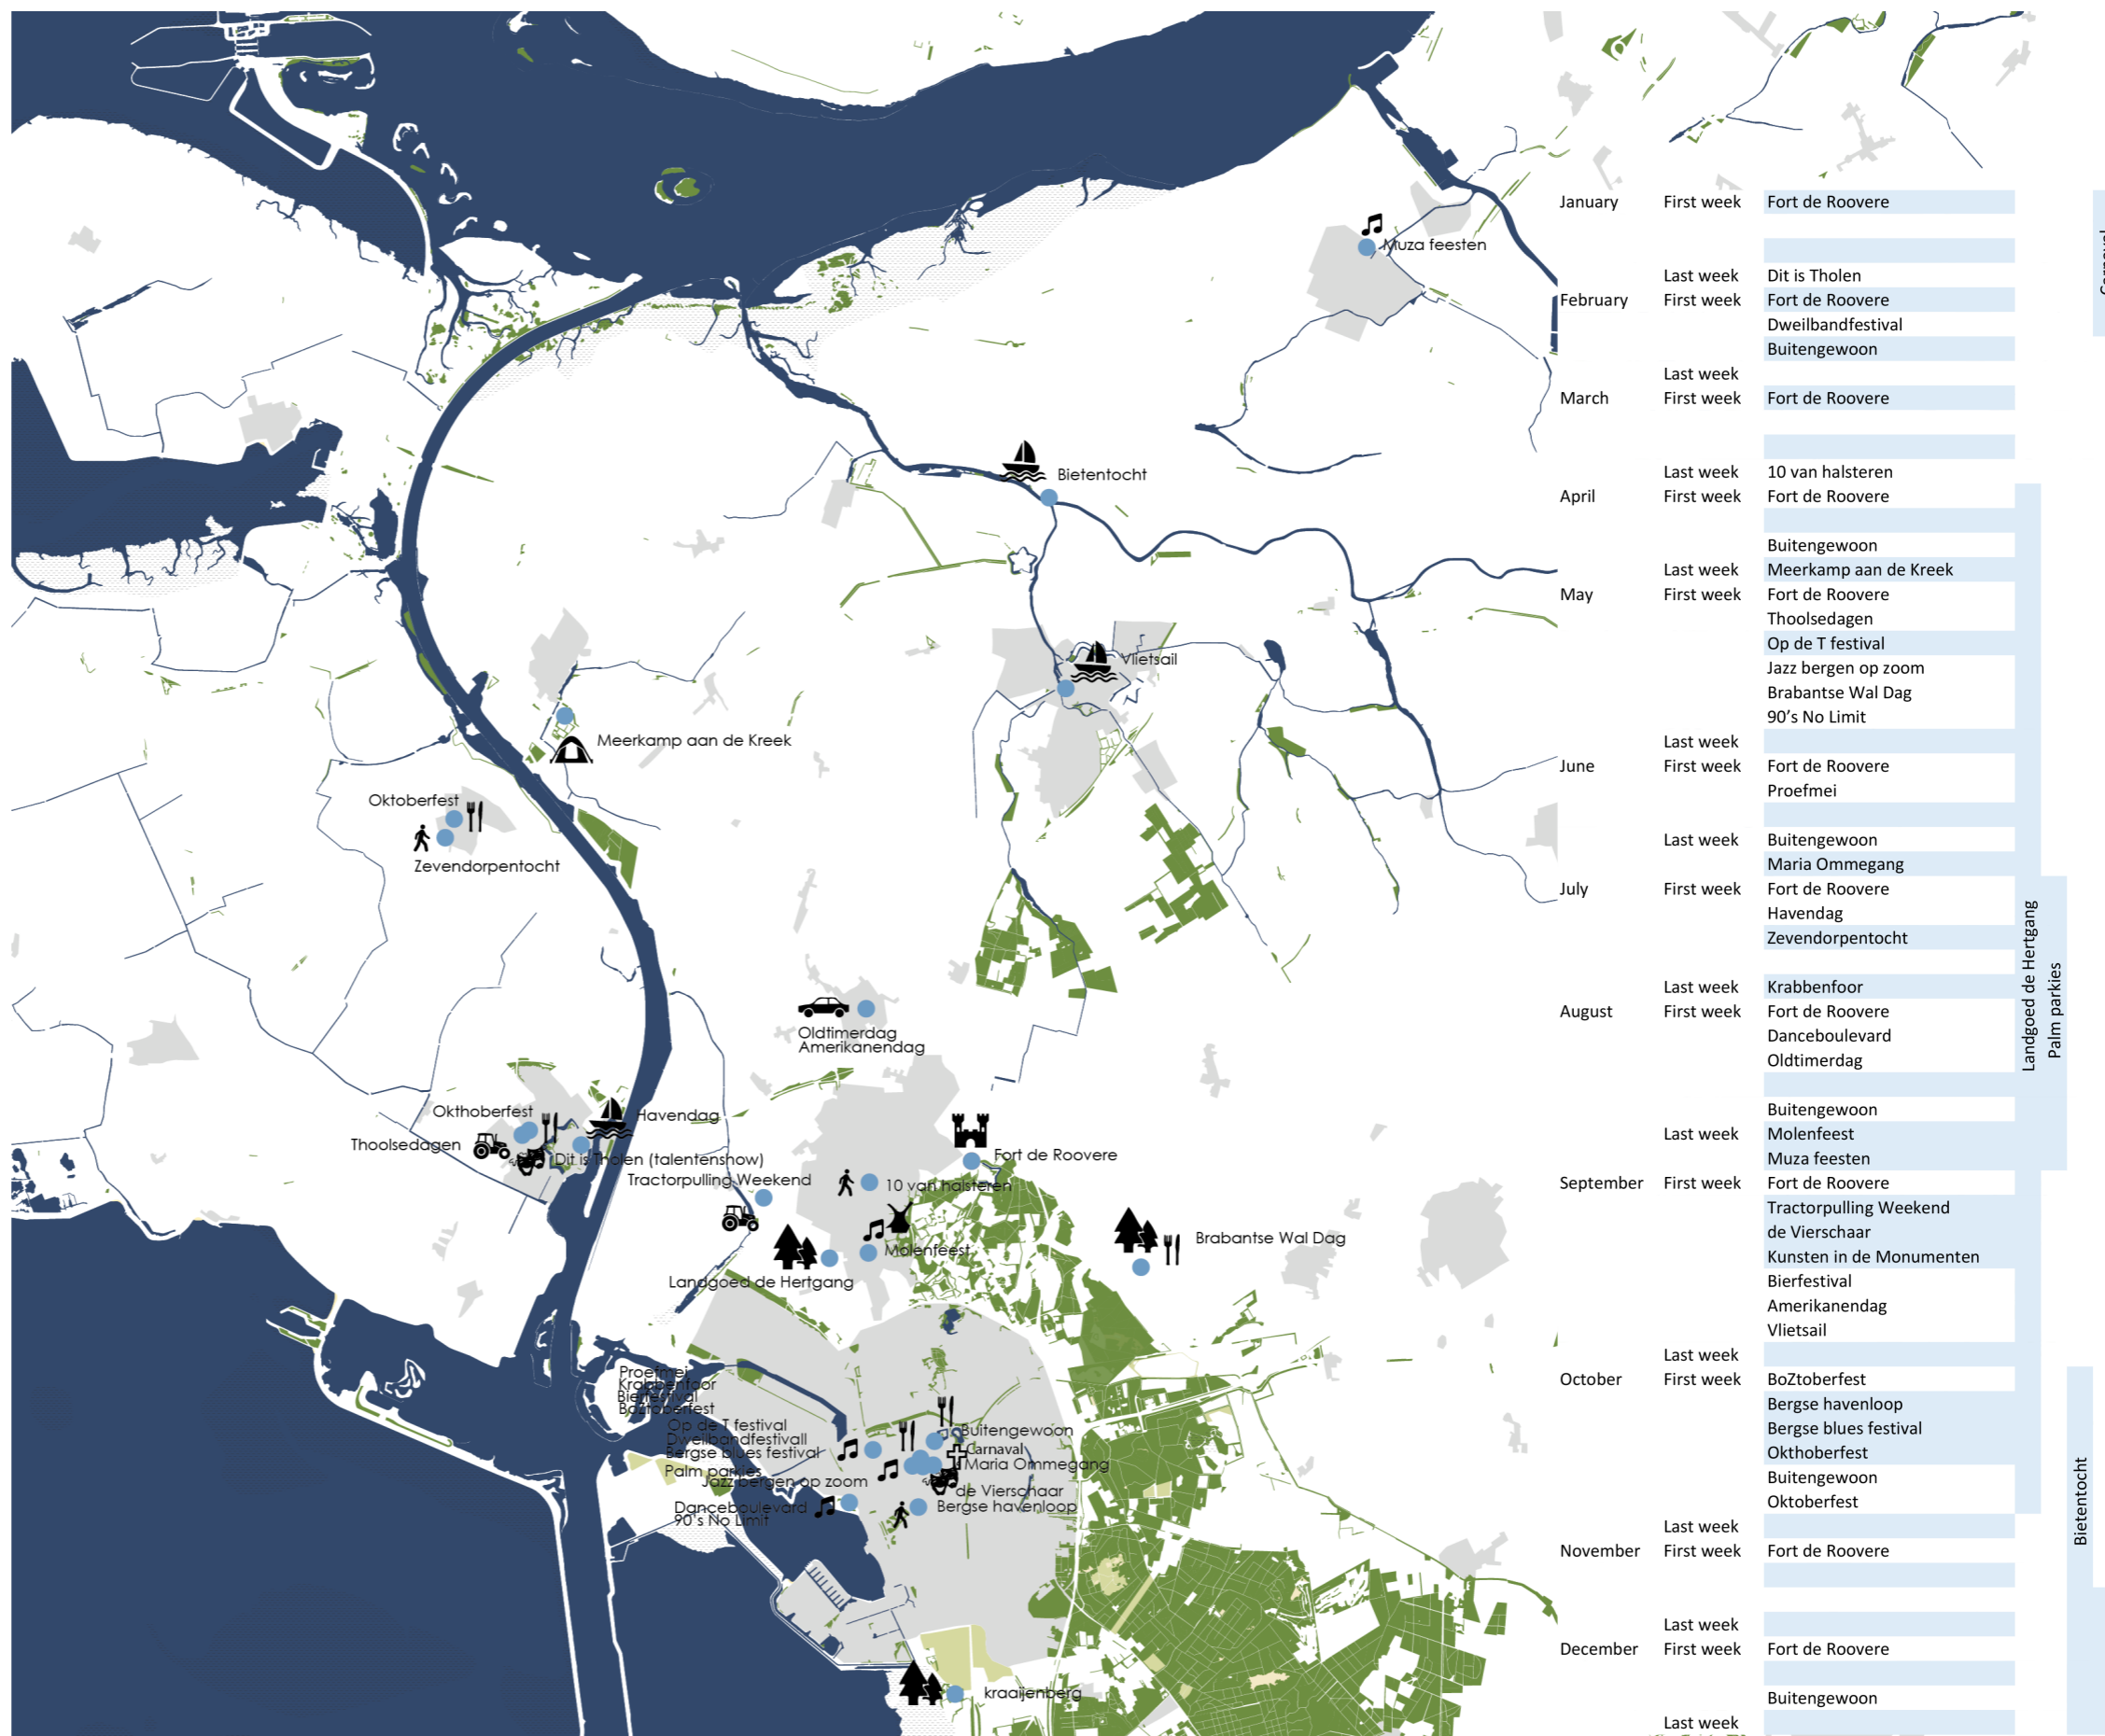 Muza feesten
Bietentocht
Vlietsail
Meerkamp aan de Kreek
Oktoberfest
Zevendorpentocht
Oldtimerdag
Amerikanendag
Okthoberfest
Havendag
Thoolsedagen
Dit is Tholen (talentenshow)
Tractorpulling Weekend
Fort de Roovere
10 van halsteren
Molenfeest
Landgoed de Hertgang
Brabantse Wal Dag
Proefmei
Krabbenfoor
Bierfestival
BoZtoberfest
Op de T festival
Dweilbandfestivall
Bergse blues festival
Palm parkies
Jazz bergen op zoom
Danceboulevard
90's No Limit
Buitengewoon
Carnaval
Maria Ommegang
de Vierschaar
Bergse havenloop
kraaijenberg
January First week Fort de Roovere
Last week Dit is Tholen
February First week Fort de Roovere
Dweilbandfestival
Buitengewoon
Last week
March First week Fort de Roovere
Last week 10 van halsteren
April First week Fort de Roovere
Buitengewoon
Last week Meerkamp aan de Kreek
May First week Fort de Roovere
Thoolsedagen
Op de T festival
Jazz bergen op zoom
Brabantse Wal Dag
90’s No Limit
Last week
June First week Fort de Roovere
Proefmei
Last week Buitengewoon
Maria Ommegang
July First week Fort de Roovere
Havendag
Zevendorpentocht
Last week Krabbenfoor
August First week Fort de Roovere
Danceboulevard
Oldtimerdag
Buitengewoon
Last week Molenfeest
Muza feesten
September First week Fort de Roovere
Tractorpulling Weekend
de Vierschaar
Kunsten in de Monumenten
Bierfestival
Amerikanendag
Vlietsail
Last week
October First week BoZtoberfest
Bergse havenloop
Bergse blues festival
Okthoberfest
Buitengewoon
Oktoberfest
Last week
November First week Fort de Roovere
Last week
December First week Fort de Roovere
Buitengewoon
Last week
Landgoed de Hertgang
Palm parkies
Bietentocht